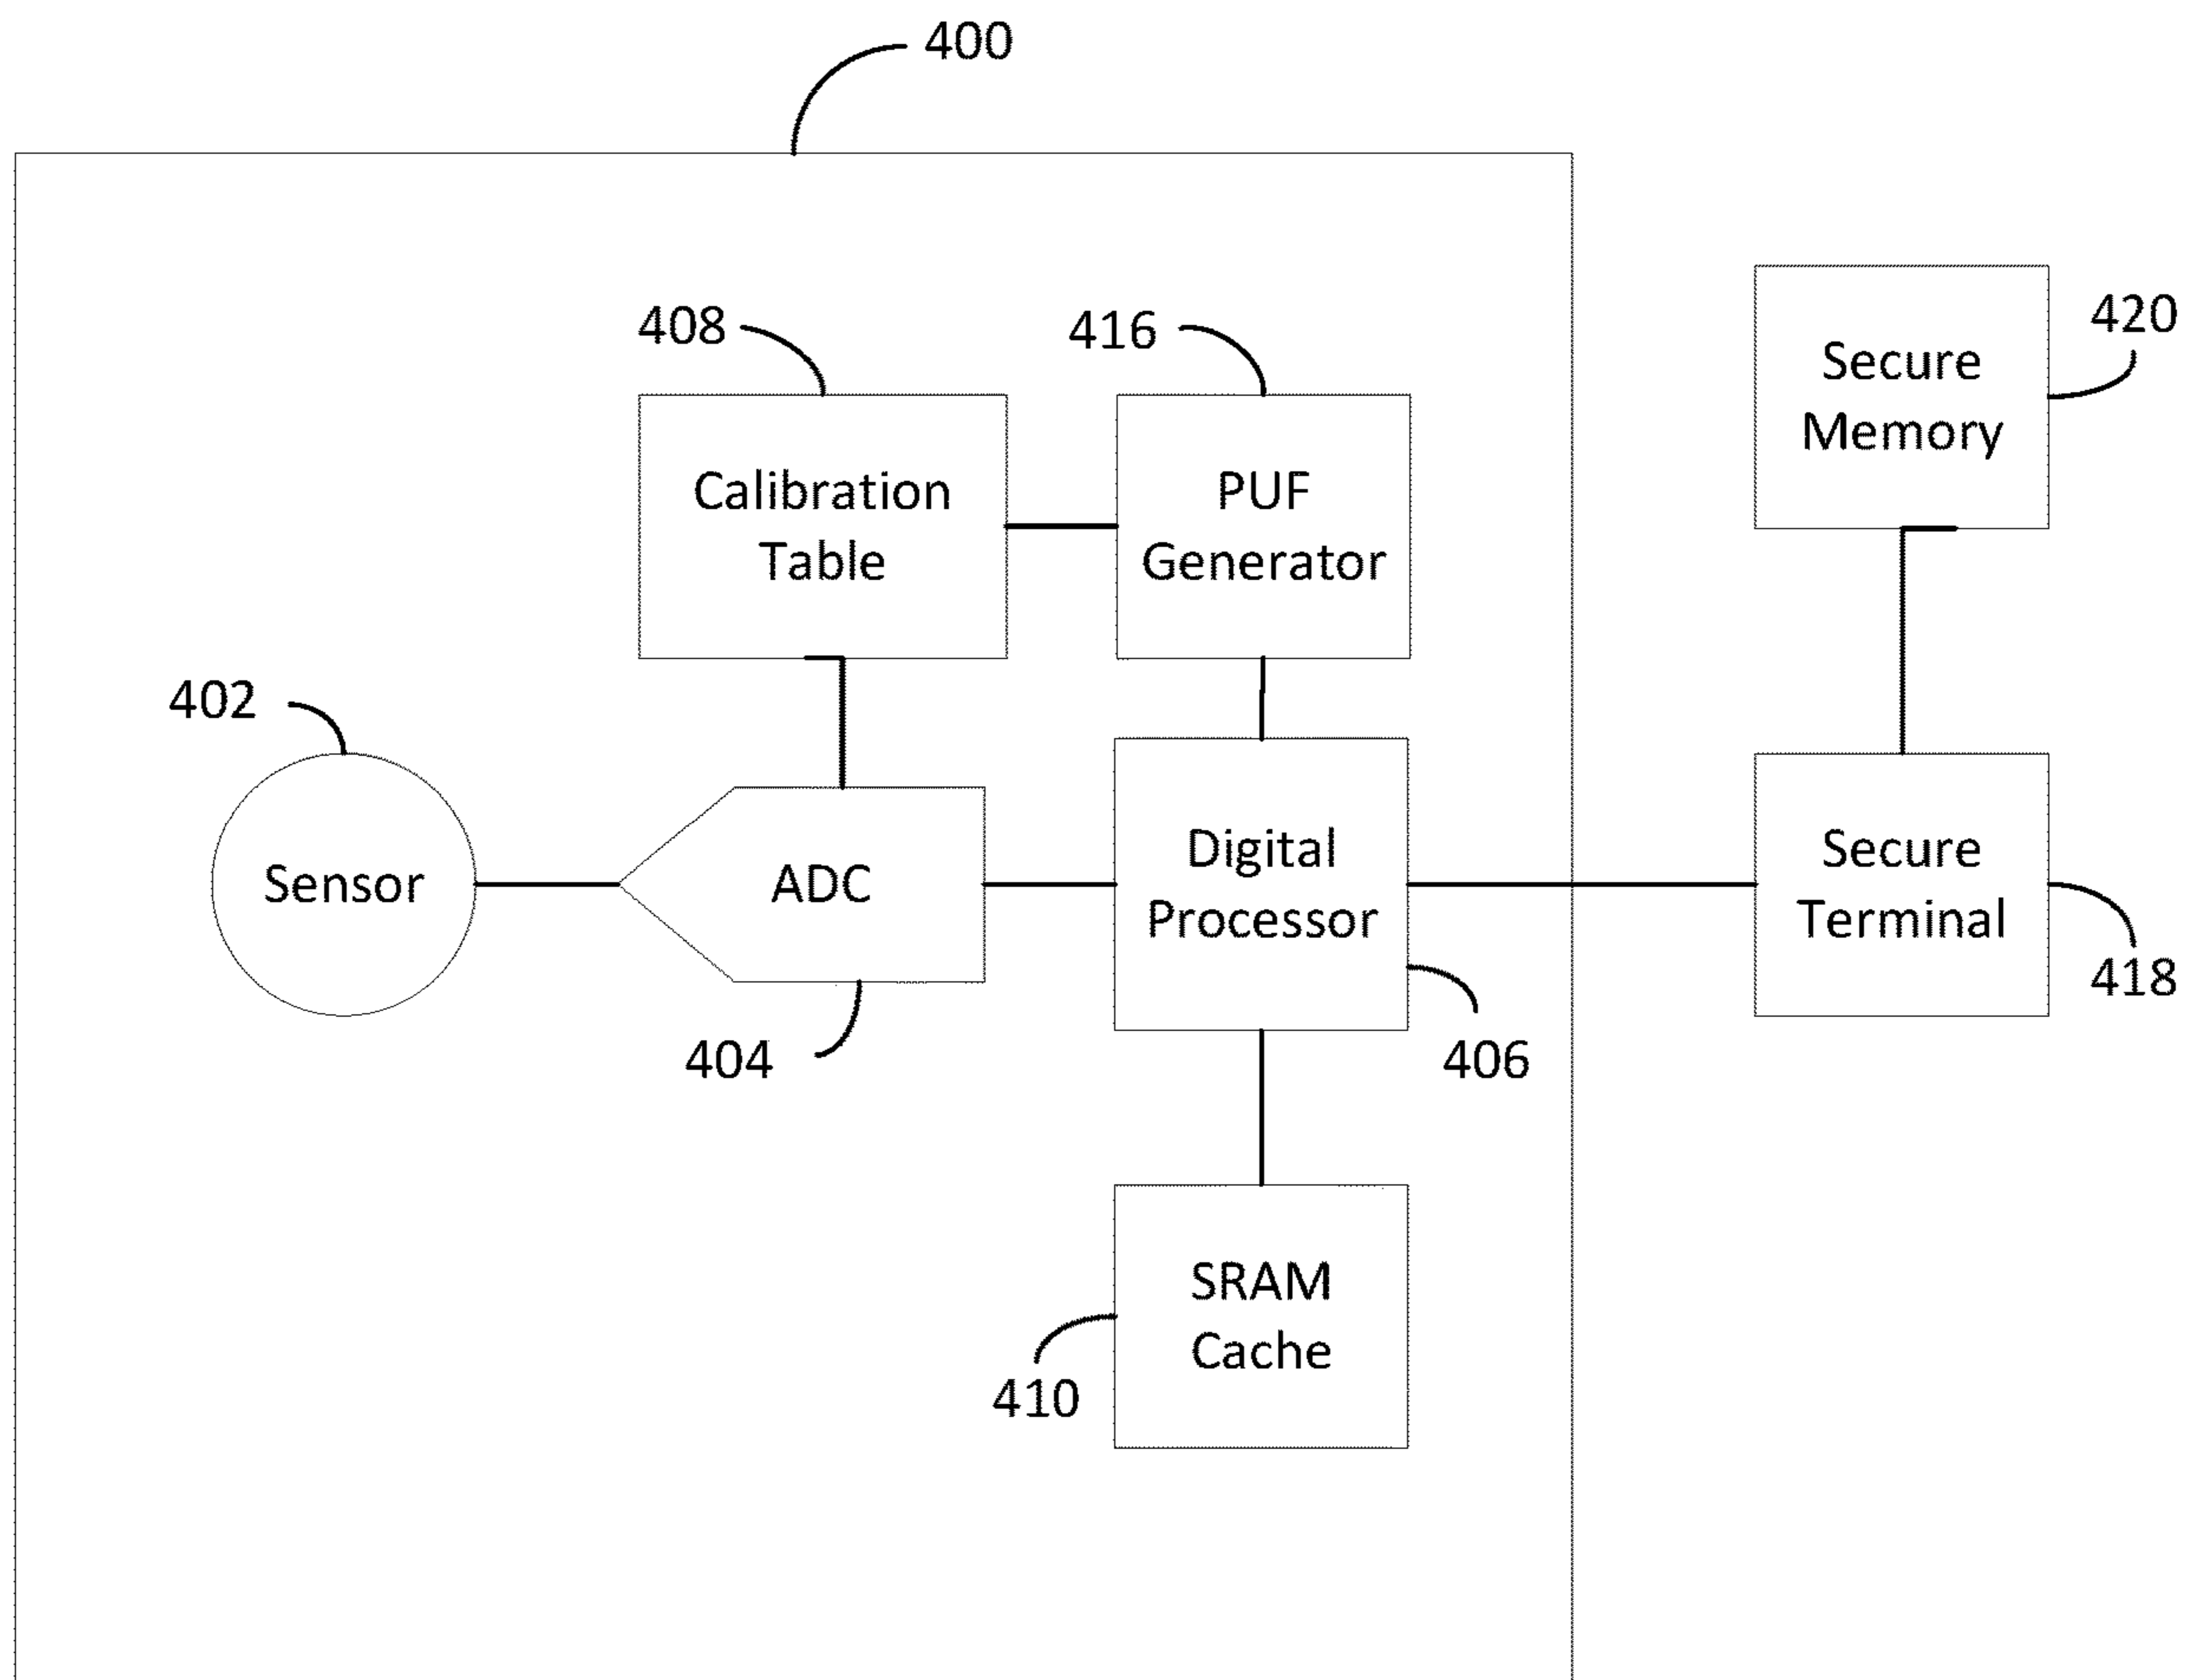 400
408
416
420
Secure
Memory
Calibration
Table
PUF
Generator
402
Sensor
ADC
Digital
Processor
Secure
Terminal
404
406
418
SRAM
Cache
410